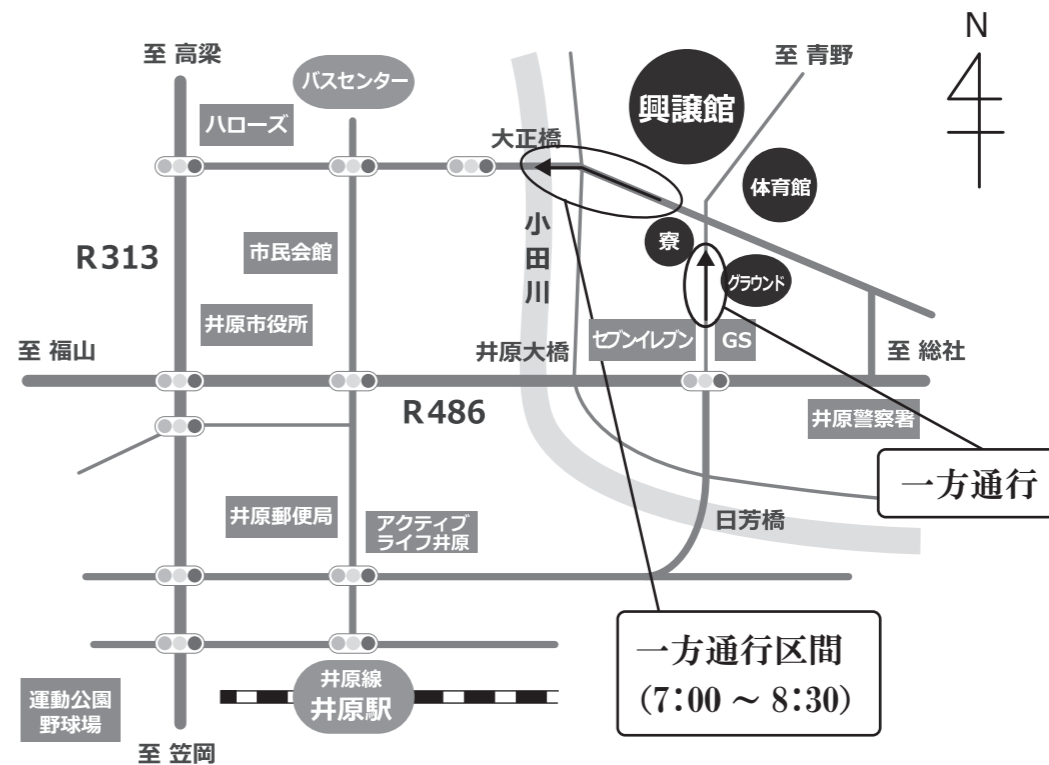 N
至 高梁
バスセンター
至 青野
ハローズ
興譲館
大正橋
体育館
小田川
寮
R313
市民会館
グラウンド
井原市役所
至 福山
井原大橋
セブンイレブン
GS
至 総社
R486
井原警察署
一方通行
井原郵便局
アクティブ
ライフ井原
日芳橋
一方通行区間
(7:00 ～ 8:30)
運動公園
野球場
井原線
井原駅
至 笠岡